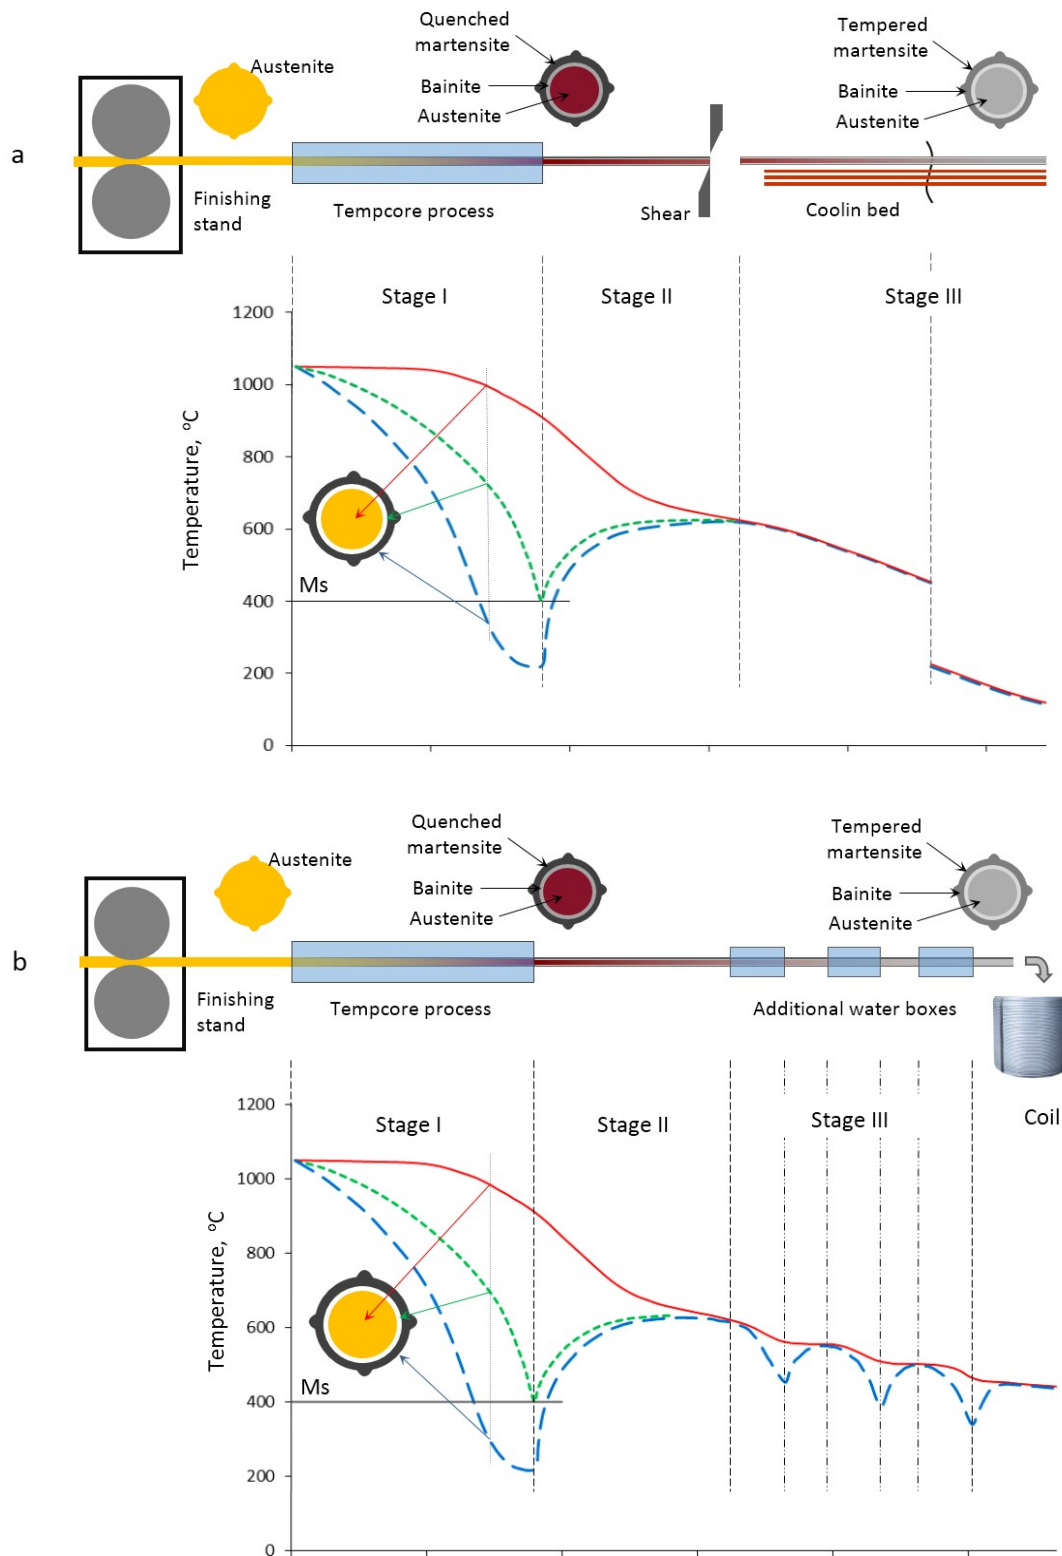 Quenched
martensite
Bainite
Austenite
Austenite
Tempered
martensite
Bainite
Austenite
a
Finishing
stand
Tempcore process
Shear
Coolin bed
Stage I
Stage II
Stage III
Temperature, ºC
1200
1000
800
600
400
200
0
Ms
Quenched
martensite
Bainite
Austenite
Austenite
Tempered
martensite
Bainite
Austenite
b
Finishing
stand
Tempcore process
Additional water boxes
Coil
Stage I
Stage II
Stage III
Temperature, ºC
1200
1000
800
600
400
200
0
Ms